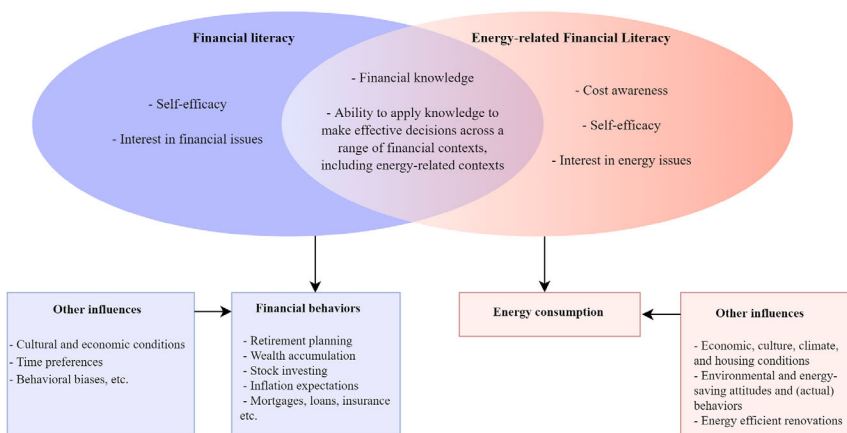 Financial literacy
Energy-related Financial Literacy
- Self-efficacy
- Interest in financial issues
- Financial knowledge
- Ability to apply knowledge to
make effective decisions across a
range of financial contexts,
including energy-related contexts
- Cost awareness
- Self-efficacy
- Interest in energy issues
Other influences
- Cultural and economic conditions
- Time preferences
- Behavioral biases, etc.
Financial behaviors
- Retirement planning
- Wealth accumulation
- Stock investing
- Inflation expectations
- Mortgages, loans, insurance
etc.
Energy consumption
Other influences
- Economic, culture, climate,
and housing conditions
- Environmental and energy-
saving attitudes and (actual)
behaviors
- Energy efficient renovations